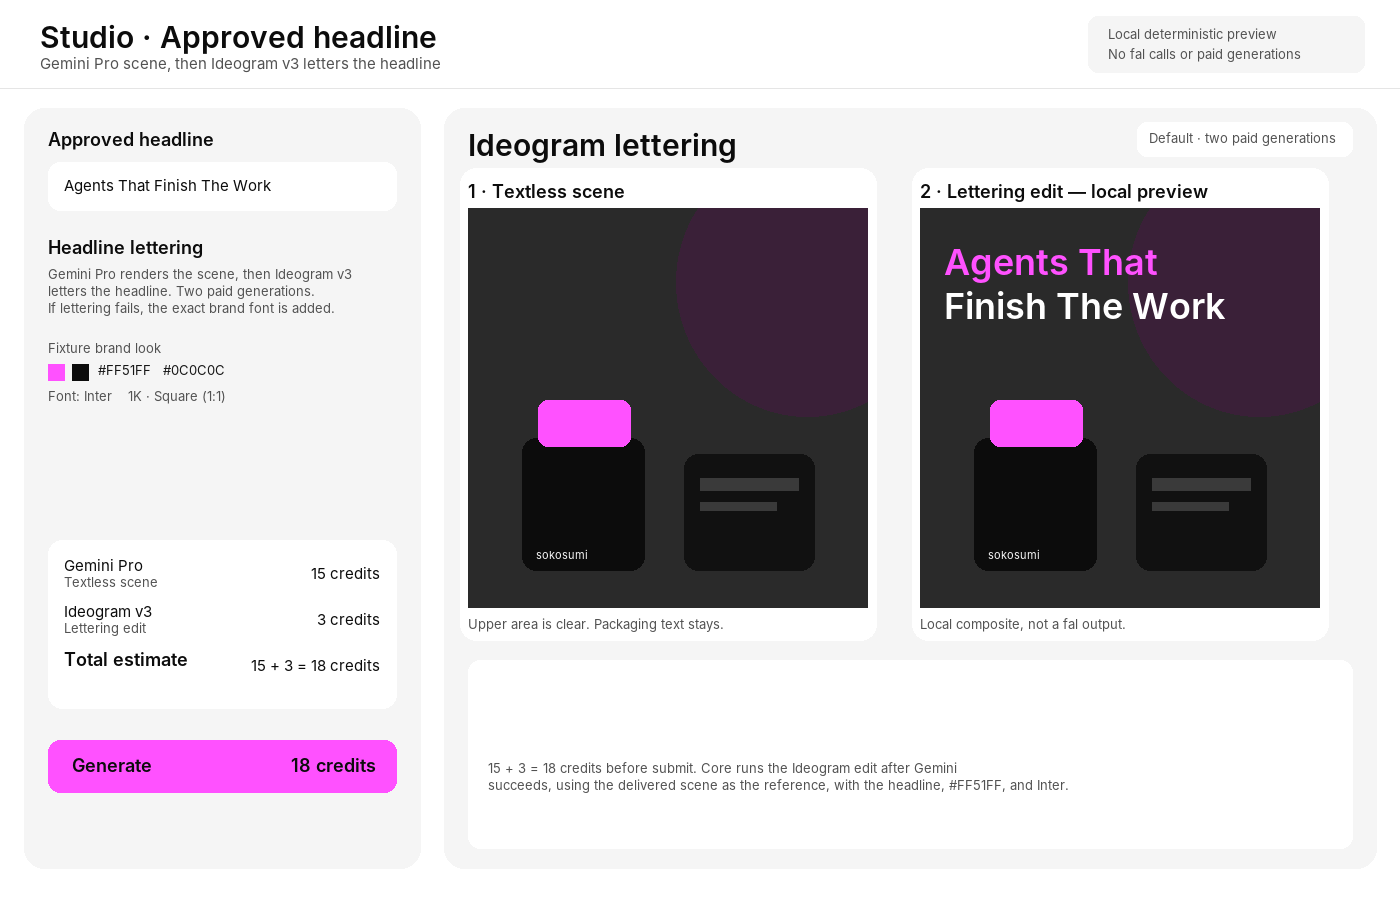 Studio · Approved headline
Gemini Pro scene, then Ideogram v3 letters the headline
Local deterministic preview
No fal calls or paid generations
Approved headline
Agents That Finish The Work
Headline lettering
Gemini Pro renders the scene, then Ideogram v3
letters the headline. Two paid generations.
If lettering fails, the exact brand font is added.
Fixture brand look
#FF51FF #0C0C0C
Font: Inter 1K · Square (1:1)
Gemini Pro
Textless scene
15 credits
Ideogram v3
Lettering edit
3 credits
Total estimate
15 + 3 = 18 credits
Generate 18 credits
Ideogram lettering
Default · two paid generations
1 · Textless scene
sokosumi
Upper area is clear. Packaging text stays.
2 · Lettering edit — local preview
Agents That
Finish The Work
sokosumi
Local composite, not a fal output.
15 + 3 = 18 credits before submit. Core runs the Ideogram edit after Gemini
succeeds, using the delivered scene as the reference, with the headline, #FF51FF, and Inter.